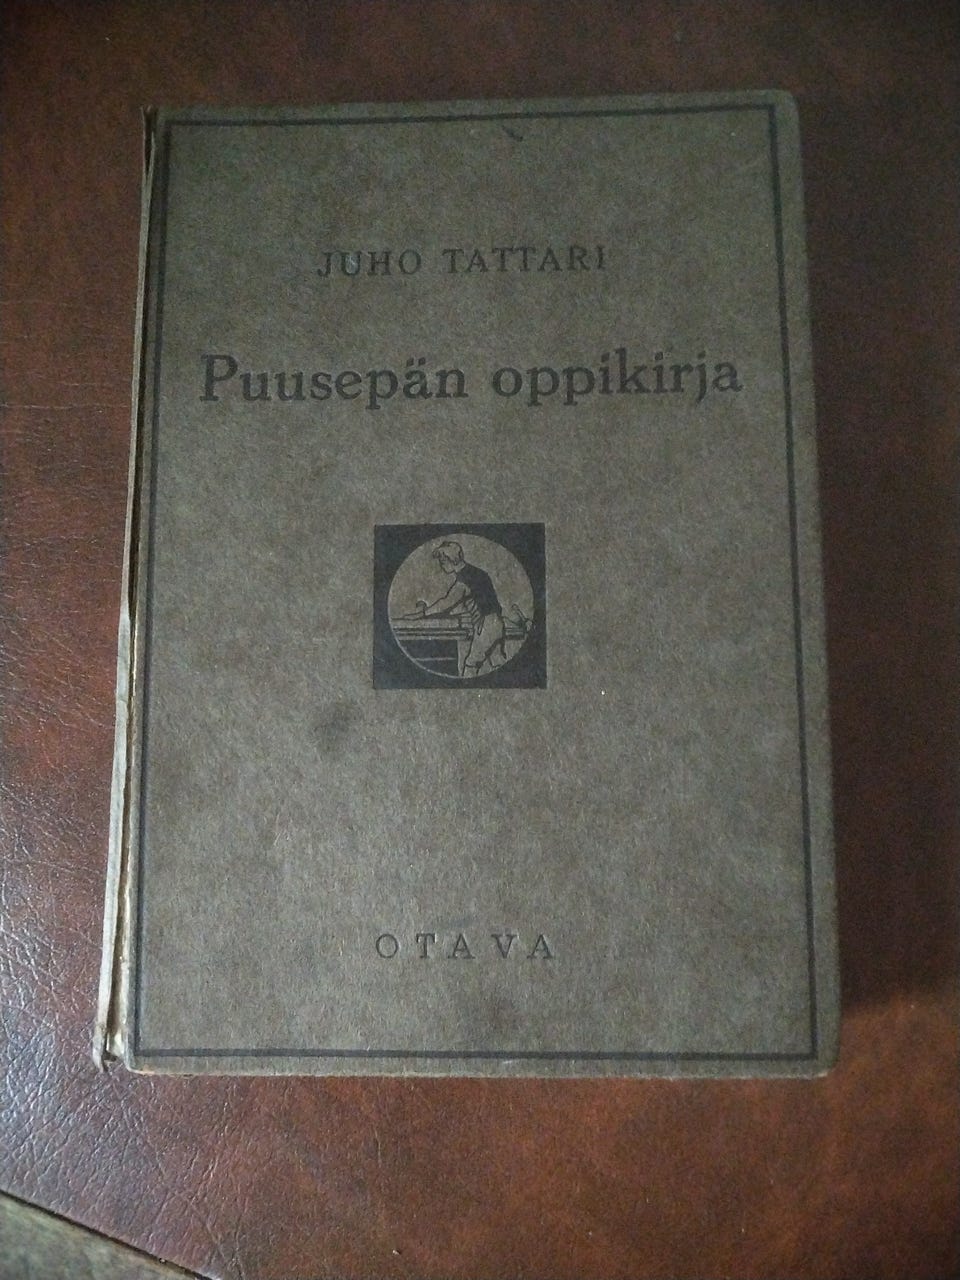 JUHO TATTARI
Puusepän oppikirja
OTAVA